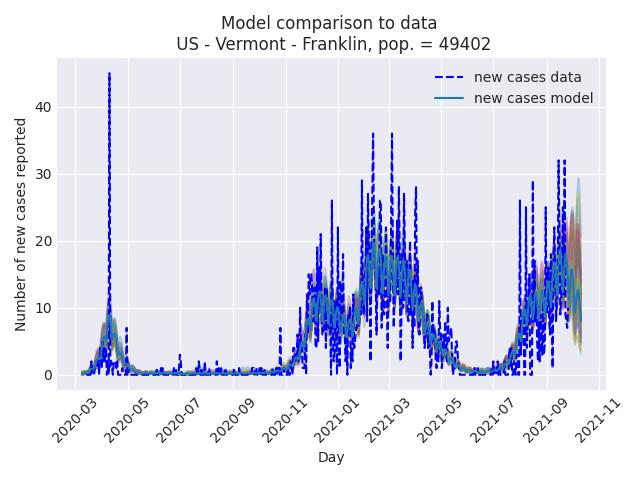 Model comparison to data
US - Vermont - Franklin, pop. = 49402
new cases data
new cases model
Number of new cases reported
40
30
20
10
0
2020-03
2020-05
2020-07
2020-09
2020-11
2021-01
2021-03
2021-05
2021-07
2021-09
2021-11
Day